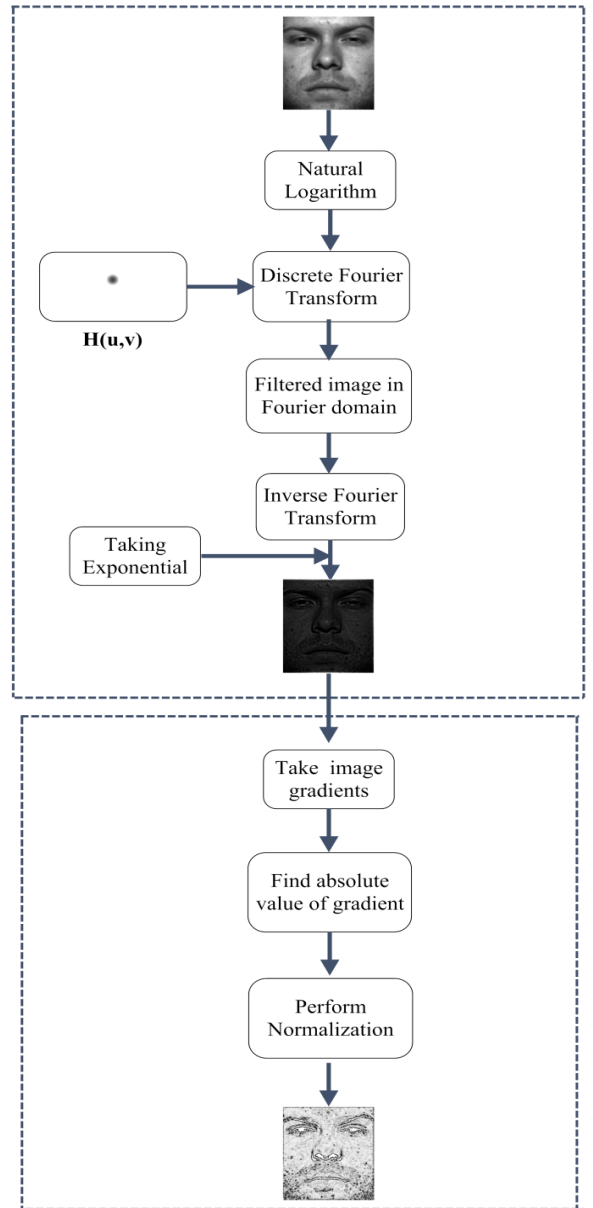 Natural
Logarithm
Discrete Fourier
Transform
H(u,v)
Filtered image in
Fourier domain
Inverse Fourier
Transform
Taking
Exponential
Take image
gradients
Find absolute
value of gradient
Perform
Normalization